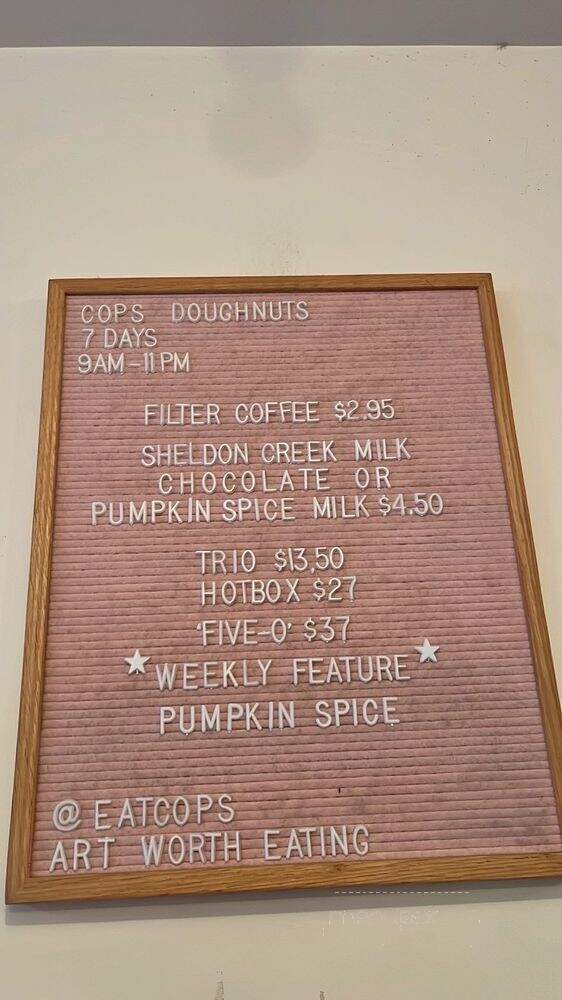 COPS DOUGHNUTS
7 DAYS
9AM-11PM
FILTER COFFEE $2.95
SHELDON CREEK MILK
CHOCOLATE OR
PUMPKIN SPICE MILK $4.50
TRIO $13,50
HOTBOX $27
'FIVE-O' $37
WEEKLY FEATURE
PUMPKIN SPICE
@EATCOPS
ART WORTH EATING